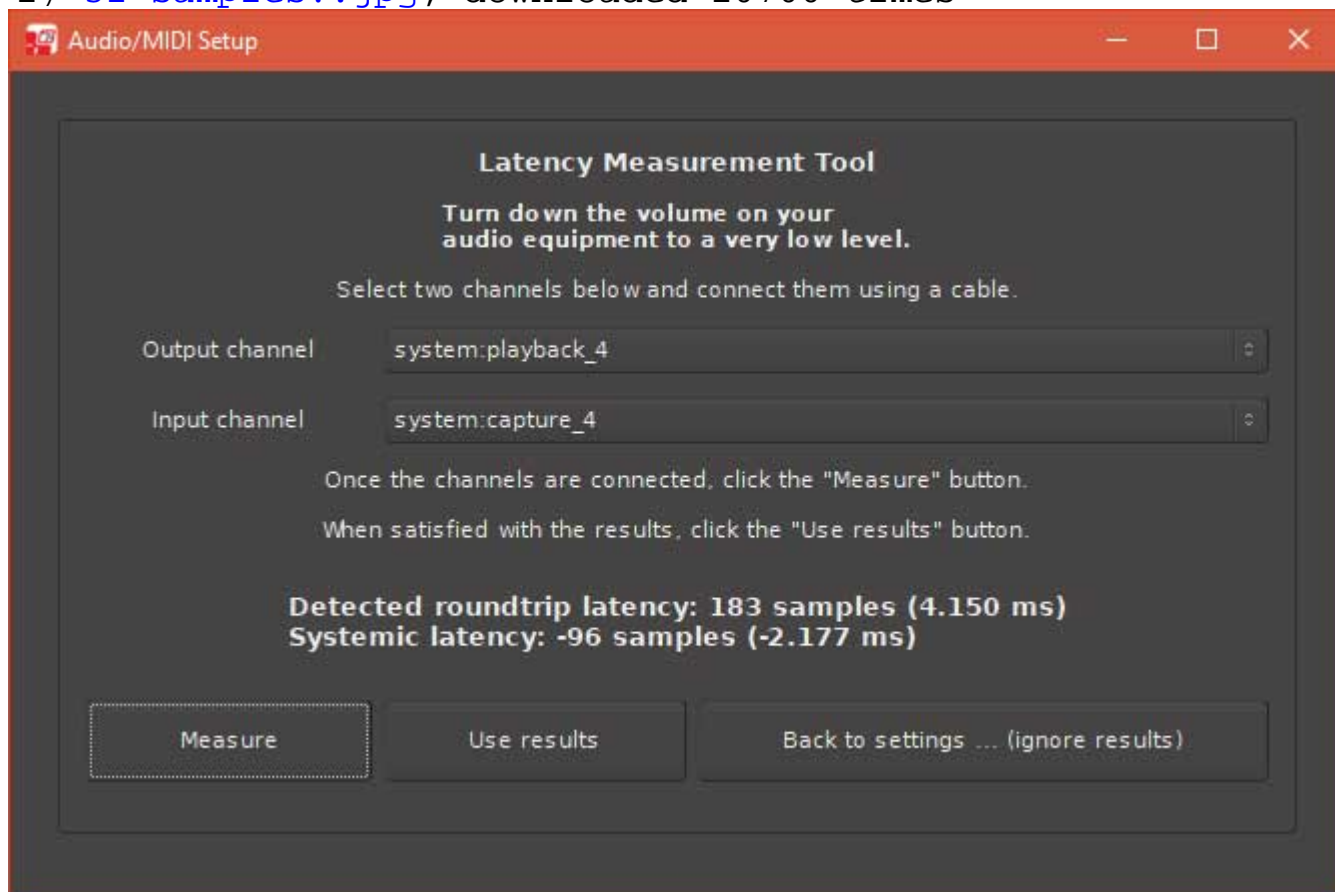 Audio/MIDI Setup
Latency Measurement Tool
Turn down the volume on your
audio equipment to a very low level.
Select two channels below and connect them using a cable.
Output channel system:playback_4
Input channel system:capture_4
Once the channels are connected, click the "Measure" button.
When satisfied with the results, click the "Use results" button.
Detected roundtrip latency: 183 samples (4.150 ms)
Systemic latency: -96 samples (-2.177 ms)
Measure Use results Back to settings ... (ignore results)